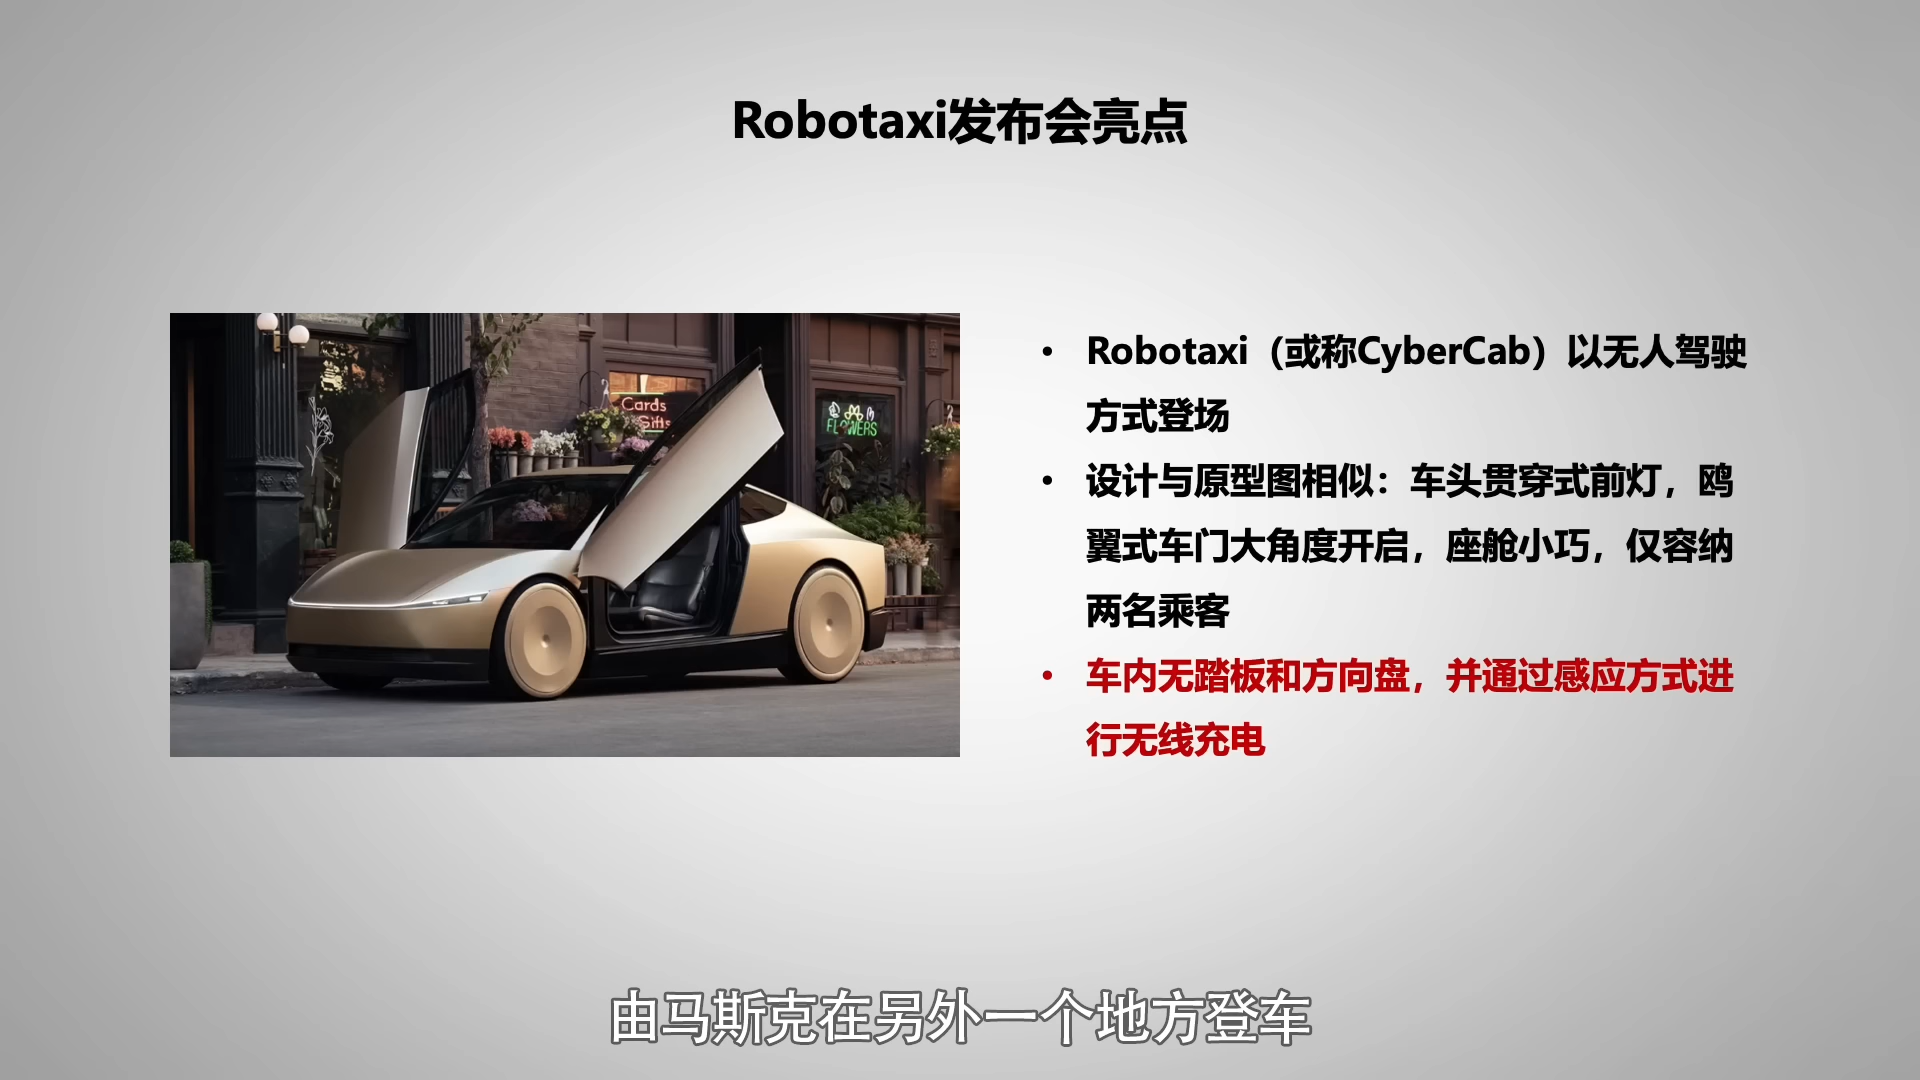 Robotaxi发布会亮点
Cards
Gifts
FLOWERS
• Robotaxi（或称CyberCab）以无人驾驶
方式登场
• 设计与原型图相似：车头贯穿式前灯，鸥
翼式车门大角度开启，座舱小巧，仅容纳
两名乘客
• 车内无踏板和方向盘，并通过感应方式进
行无线充电
由马斯克在另外一个地方登车